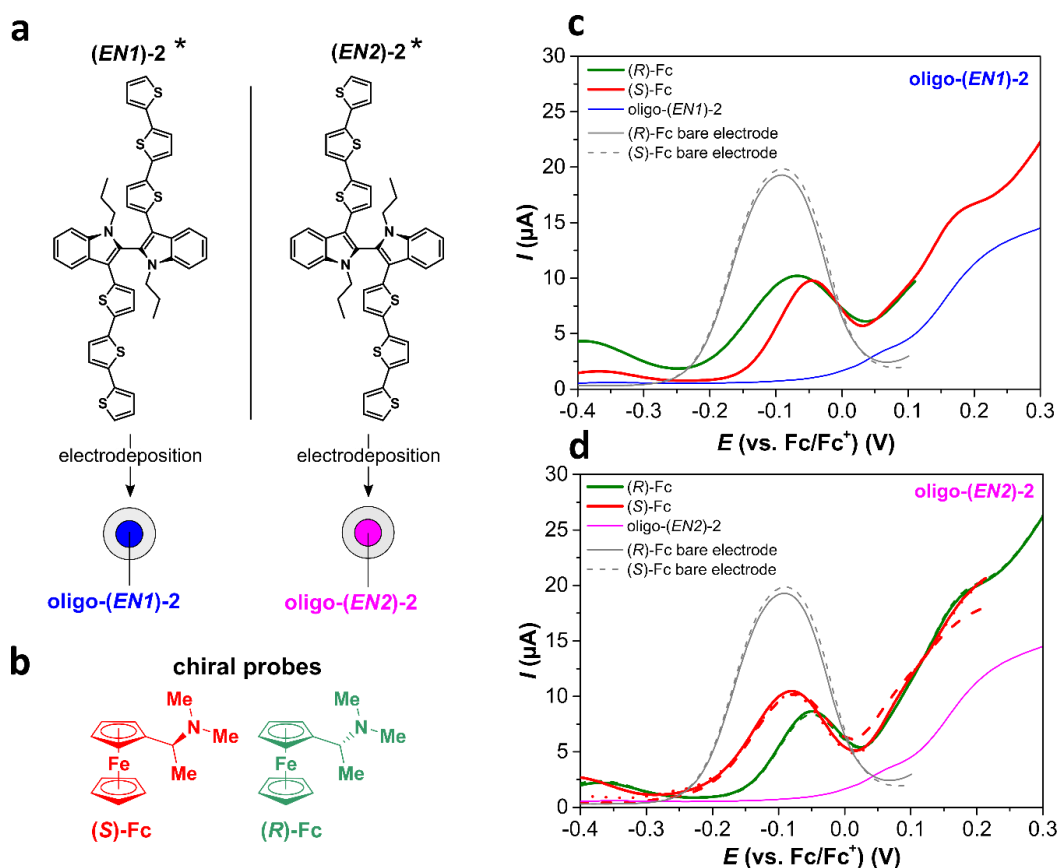 a
(EN1)-2 *
(EN2)-2 *
S
S
S
N
N
S
S
S
S
S
S
N
N
S
S
S
electrodeposition
electrodeposition
oligo-(EN1)-2
oligo-(EN2)-2
b
chiral probes
Me
N
Me
Fe
Me
(S)-Fc
Me
N
Me
Fe
Me
(R)-Fc
c
30
25
20
15
10
5
0
I (µA)
(R)-Fc
(S)-Fc
oligo-(EN1)-2
(R)-Fc bare electrode
(S)-Fc bare electrode
oligo-(EN1)-2
-0.4 -0.3 -0.2 -0.1 0.0 0.1 0.2 0.3
E (vs. Fc/Fc⁺) (V)
d
30
25
20
15
10
5
0
I (µA)
(R)-Fc
(S)-Fc
oligo-(EN2)-2
(R)-Fc bare electrode
(S)-Fc bare electrode
oligo-(EN2)-2
-0.4 -0.3 -0.2 -0.1 0.0 0.1 0.2 0.3
E (vs. Fc/Fc⁺) (V)